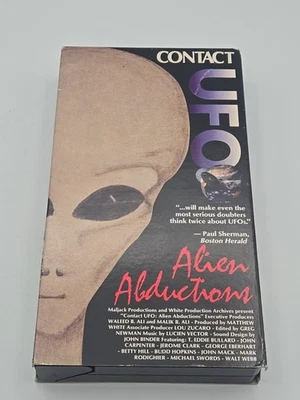 CONTACT
UFO
"...will make even the
most serious doubters
think twice about UFOs."
— Paul Sherman,
Boston Herald
Alien
Abductions
Maljack Productions and White Production Archives present
"Contact UFO: Alien Abductions" Executive Producers
WALEED B. ALI and MALIK B. ALI - Produced by MATTHEW
WHITE Associate Producer LOU ZUCARO - Edited by GREG
NEWMAN Music by LUCIEN VECTOR - Sound Design by
JOHN BINDER Featuring: T. EDDIE BULLARD - JOHN
CARPENTER - JEROME CLARK - GEORGE EBERHART
- BETTY HILL - BUDD HOPKINS - JOHN MACK - MARK
RODIGHIER - MICHAEL SWORDS - WALT WEBB